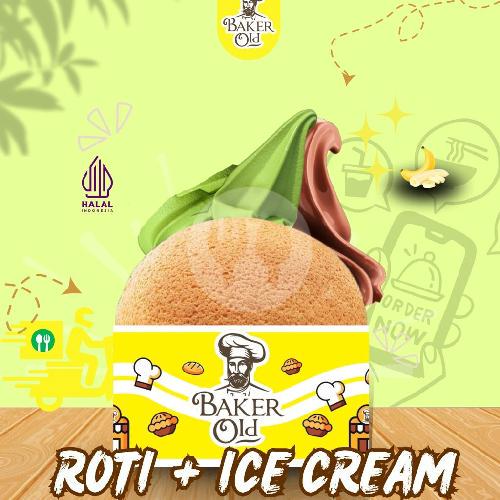 BAKER
Old
HALAL
INDONESIA
ORDER
NOW
BAKER
Old
ROTI + ICE CREAM